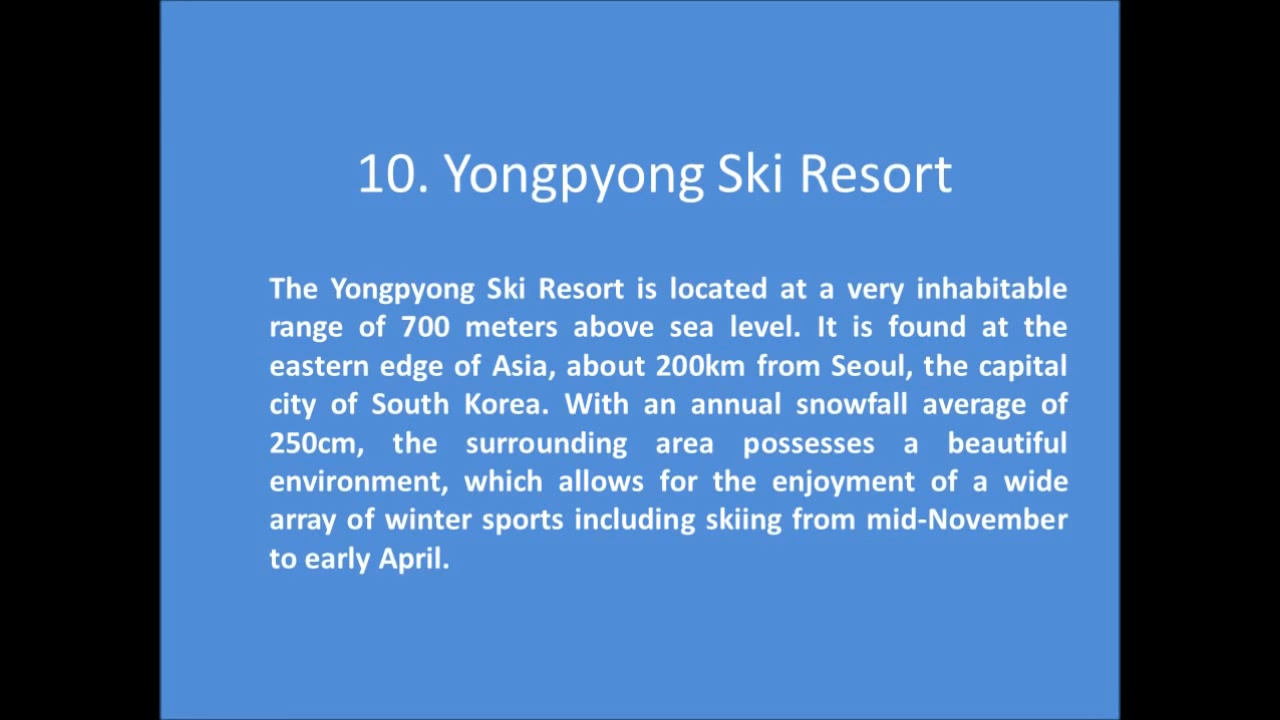 10. Yongpyong Ski Resort
The Yongpyong Ski Resort is located at a very inhabitable
range of 700 meters above sea level. It is found at the
eastern edge of Asia, about 200km from Seoul, the capital
city of South Korea. With an annual snowfall average of
250cm, the surrounding area possesses a beautiful
environment, which allows for the enjoyment of a wide
array of winter sports including skiing from mid-November
to early April.